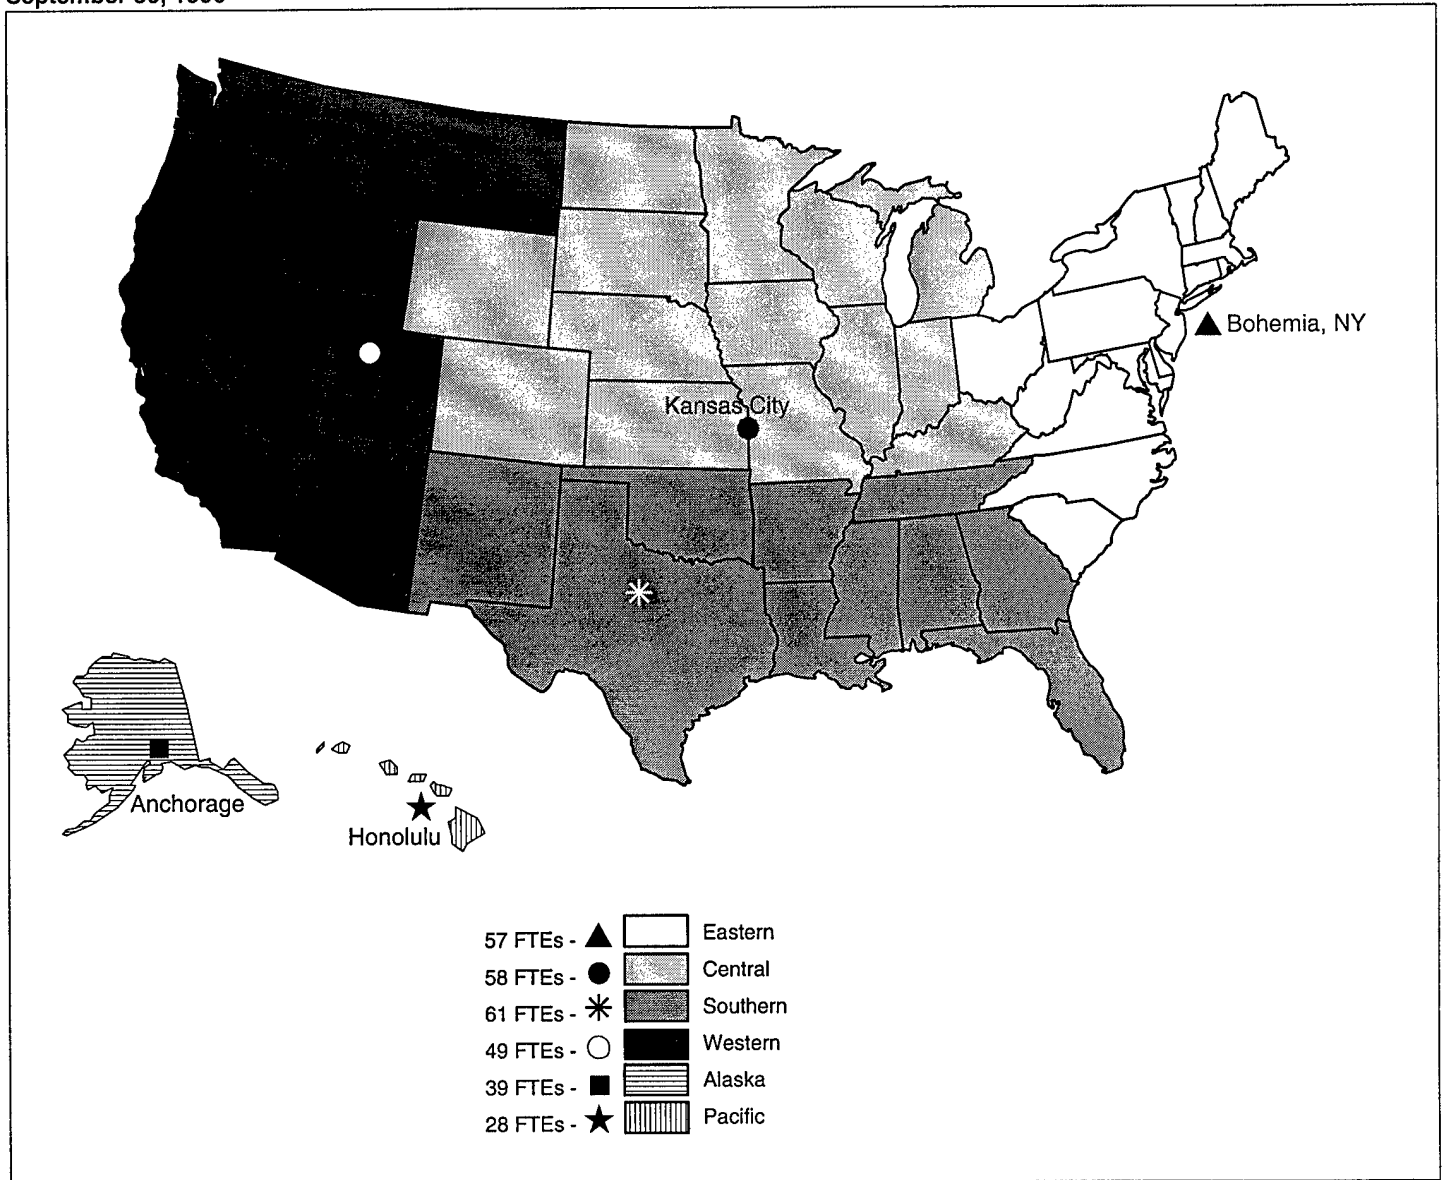 Kansas City
Bohemia, NY
Anchorage
Honolulu
57 FTEs - Eastern
58 FTEs - Central
61 FTEs - Southern
49 FTEs - Western
39 FTEs - Alaska
28 FTEs - Pacific